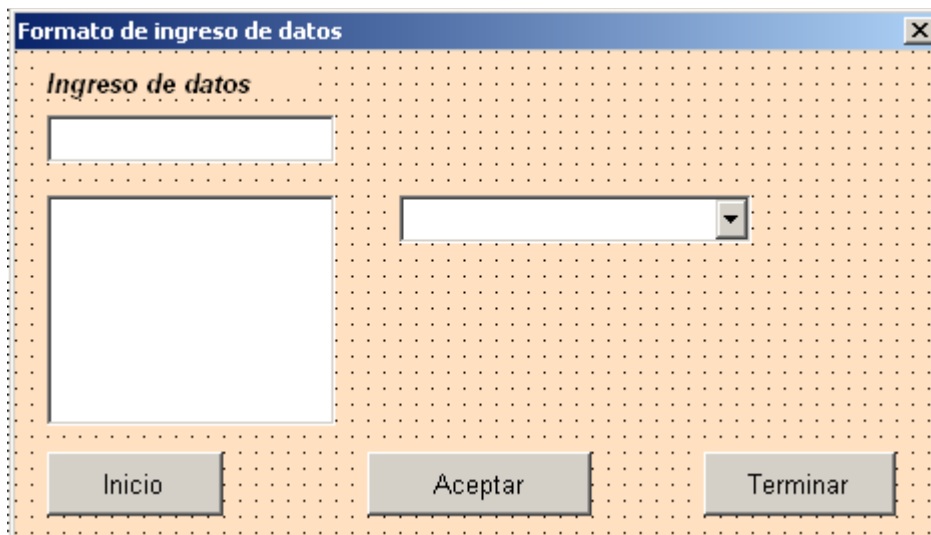 Formato de ingreso de datos
Ingreso de datos
Inicio
Aceptar
Terminar